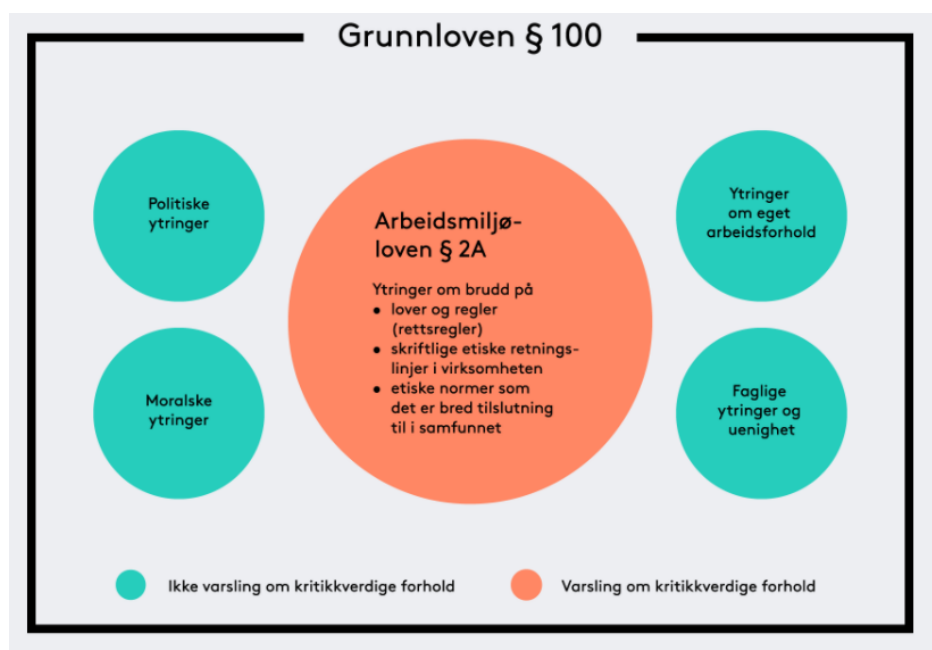 Grunnloven § 100
Politiske
ytringer
Moralske
ytringer
Arbeidsmiljø-
loven § 2A
Ytringer om brudd på
• lover og regler
(rettsregler)
• skriftlige etiske retnings-
linjer i virksomheten
• etiske normer som
det er bred tilslutning
til i samfunnet
Ytringer
om eget
arbeidsforhold
Faglige
ytringer og
uenighet
Ikke varsling om kritikkverdige forhold
Varsling om kritikkverdige forhold